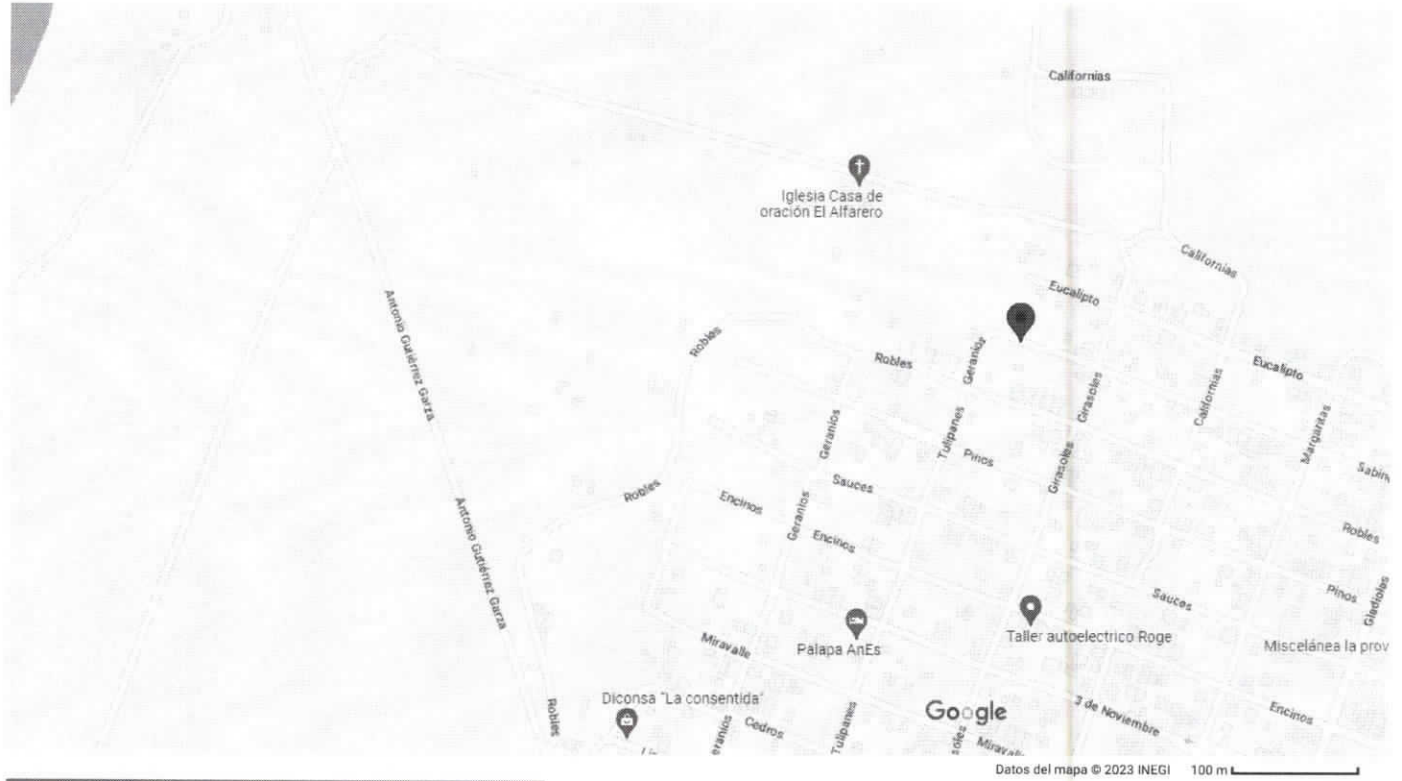 Californias
Iglesia Casa de
oración El Alfarero
Californias
Eucalipto
Antonio Gutiérrez Garza
Robles
Robles
Geranios
Eucalipto
Girasoles
Californias
Geranios
Tulipanes
Margaritas
Pinos
Girasoles
Sabin
Sauces
Robles
Encinos
Geranios
Robles
Encinos
Antonio Gutiérrez Garza
Sauces
Pinos
Gladiolas
Taller autoelectrico Roge
Miscelánea la prov
Miravalle
Palapa AnEs
Diconsa "La consentida"
Robles
Google
3 de Noviembre
Encinos
eranios
Cedros
Tulipanes
soles
Miraval
Datos del mapa © 2023 INEGI
100 m